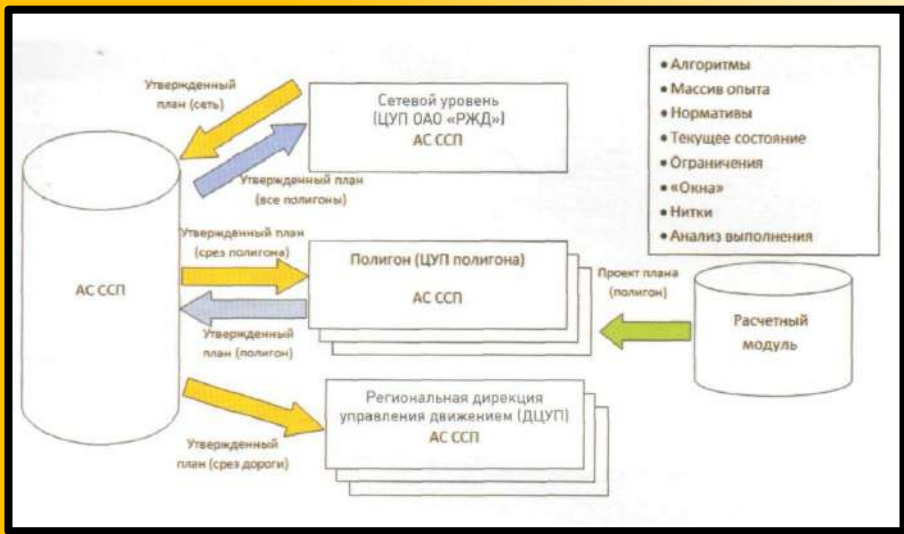 Утвержденный
план (сеть)
Сетевой уровень
(ЦУП ОАО «РЖД»)
АС ССП
• Алгоритмы
• Массив опыта
• Нормативы
• Текущее состояние
• Ограничения
• «Окна»
• Нитки
• Анализ выполнения
Утвержденный план
(все полигоны)
АС ССП
Утвержденный план
(срез полигона)
Полигон (ЦУП полигона)
АС ССП
Проект плана
(полигон)
Расчетный
модуль
Утвержденный
план (полигон)
Региональная дирекция
управления движением (ДЦУП)
АС ССП
Утвержденный
план (срез дороги)